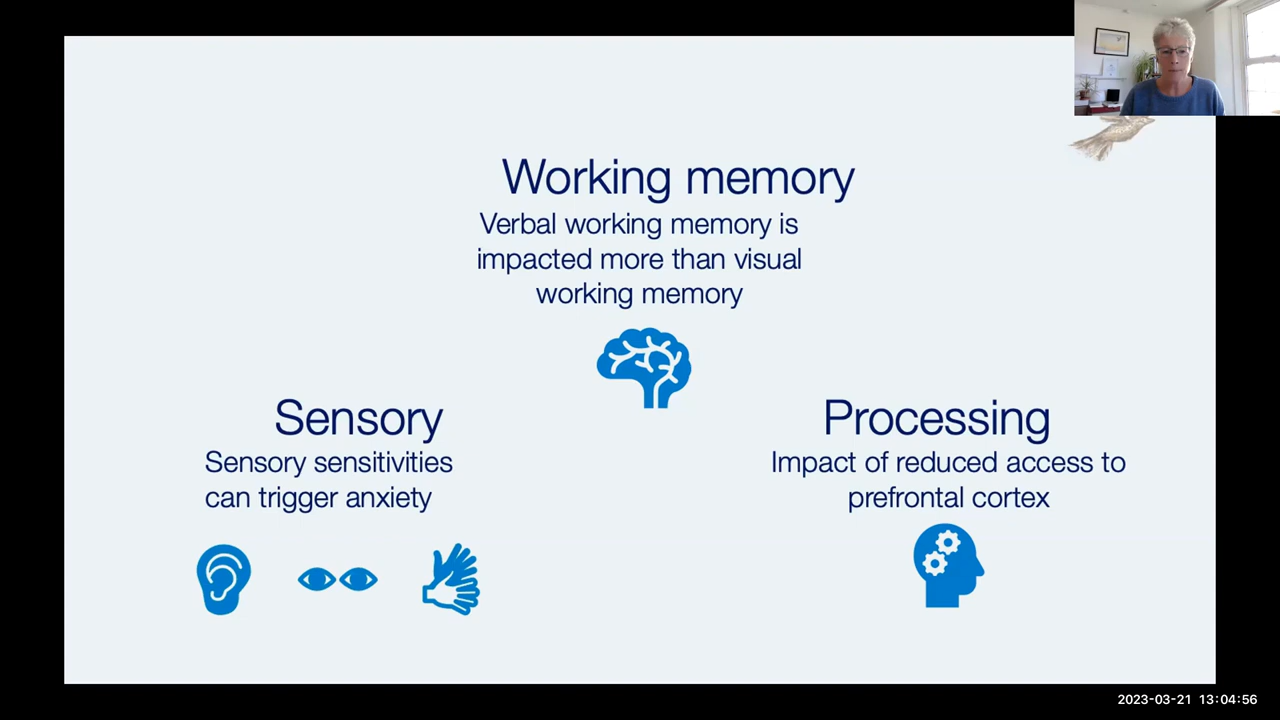 Working memory
Verbal working memory is
impacted more than visual
working memory
Sensory
Sensory sensitivities
can trigger anxiety
Processing
Impact of reduced access to
prefrontal cortex
2023-03-21 13:04:56